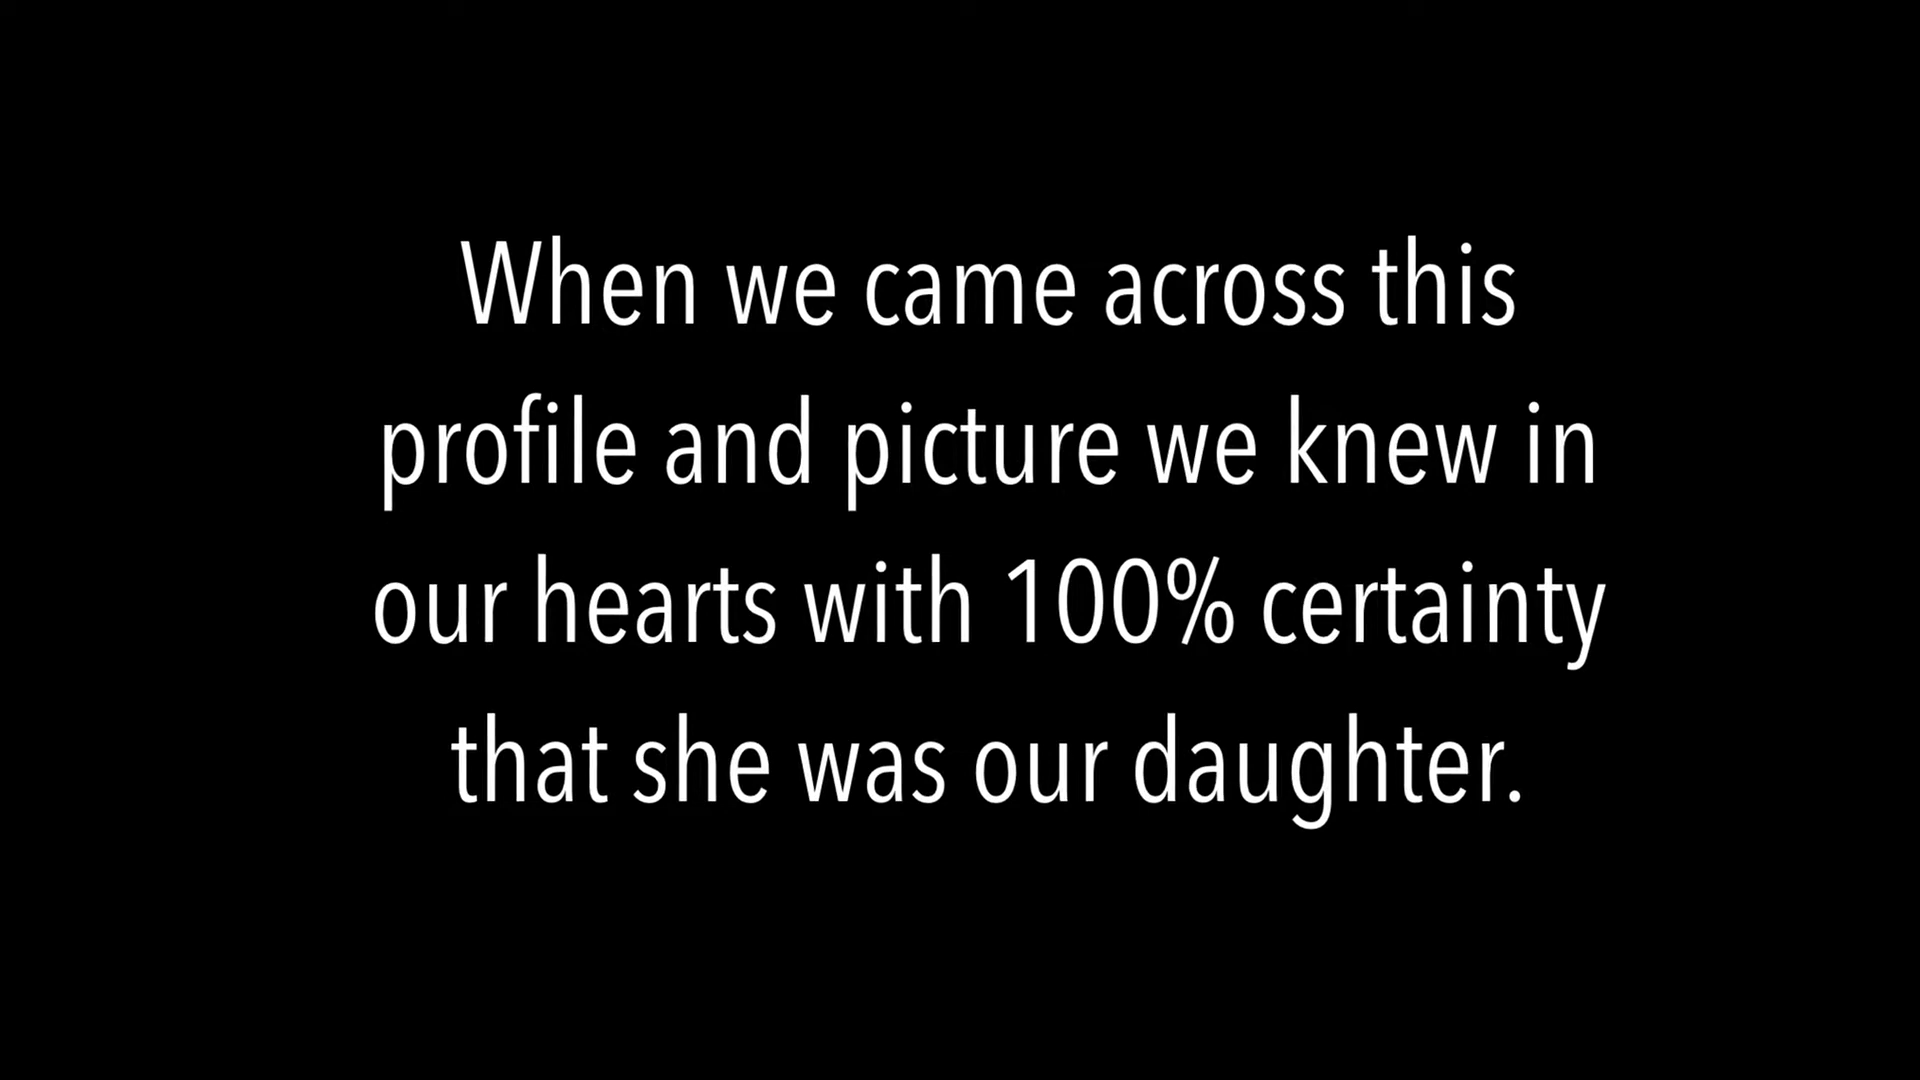 When we came across this
profile and picture we knew in
our hearts with 100% certainty
that she was our daughter.